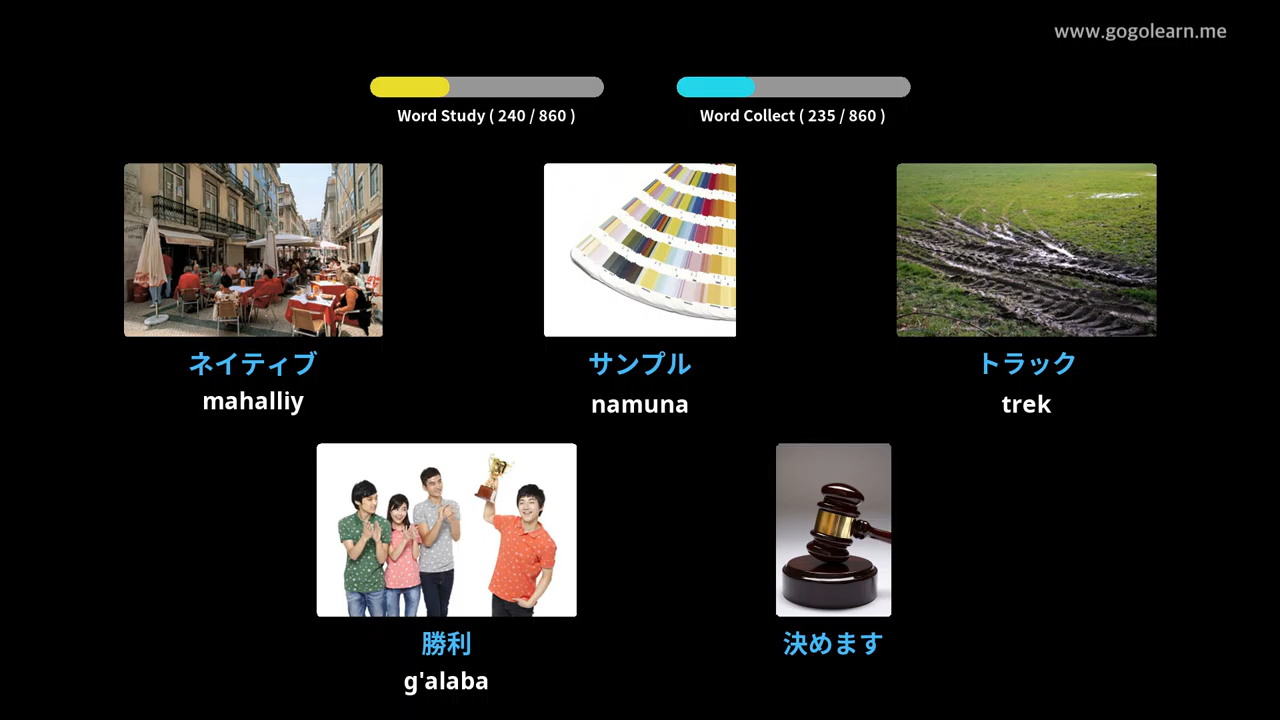 www.gogolearn.me
Word Study ( 240 / 860 )
Word Collect ( 235 / 860 )
ネイティブ
mahalliy
サンプル
namuna
トラック
trek
勝利
g'alaba
決めます